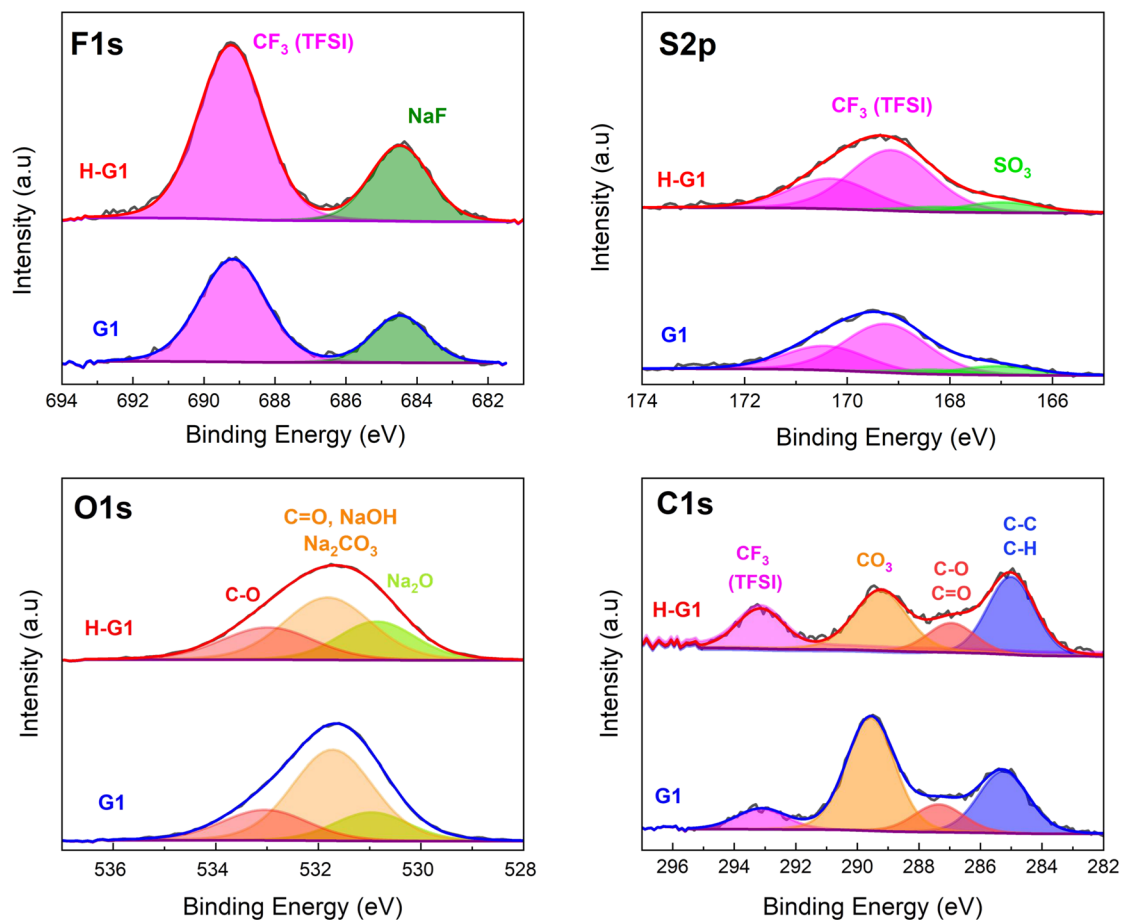 F1s
CF₃ (TFSI)
NaF
H-G1
G1
Intensity (a.u)
694 692 690 688 686 684 682
Binding Energy (eV)
S2p
CF₃ (TFSI)
SO₃
H-G1
G1
Intensity (a.u)
174 172 170 168 166
Binding Energy (eV)
O1s
C=O, NaOH
Na₂CO₃
Na₂O
C-O
H-G1
G1
Intensity (a.u)
536 534 532 530 528
Binding Energy (eV)
C1s
C-C
C-H
CF₃
(TFSI)
CO₃
C-O
C=O
H-G1
G1
Intensity (a.u)
296 294 292 290 288 286 284 282
Binding Energy (eV)